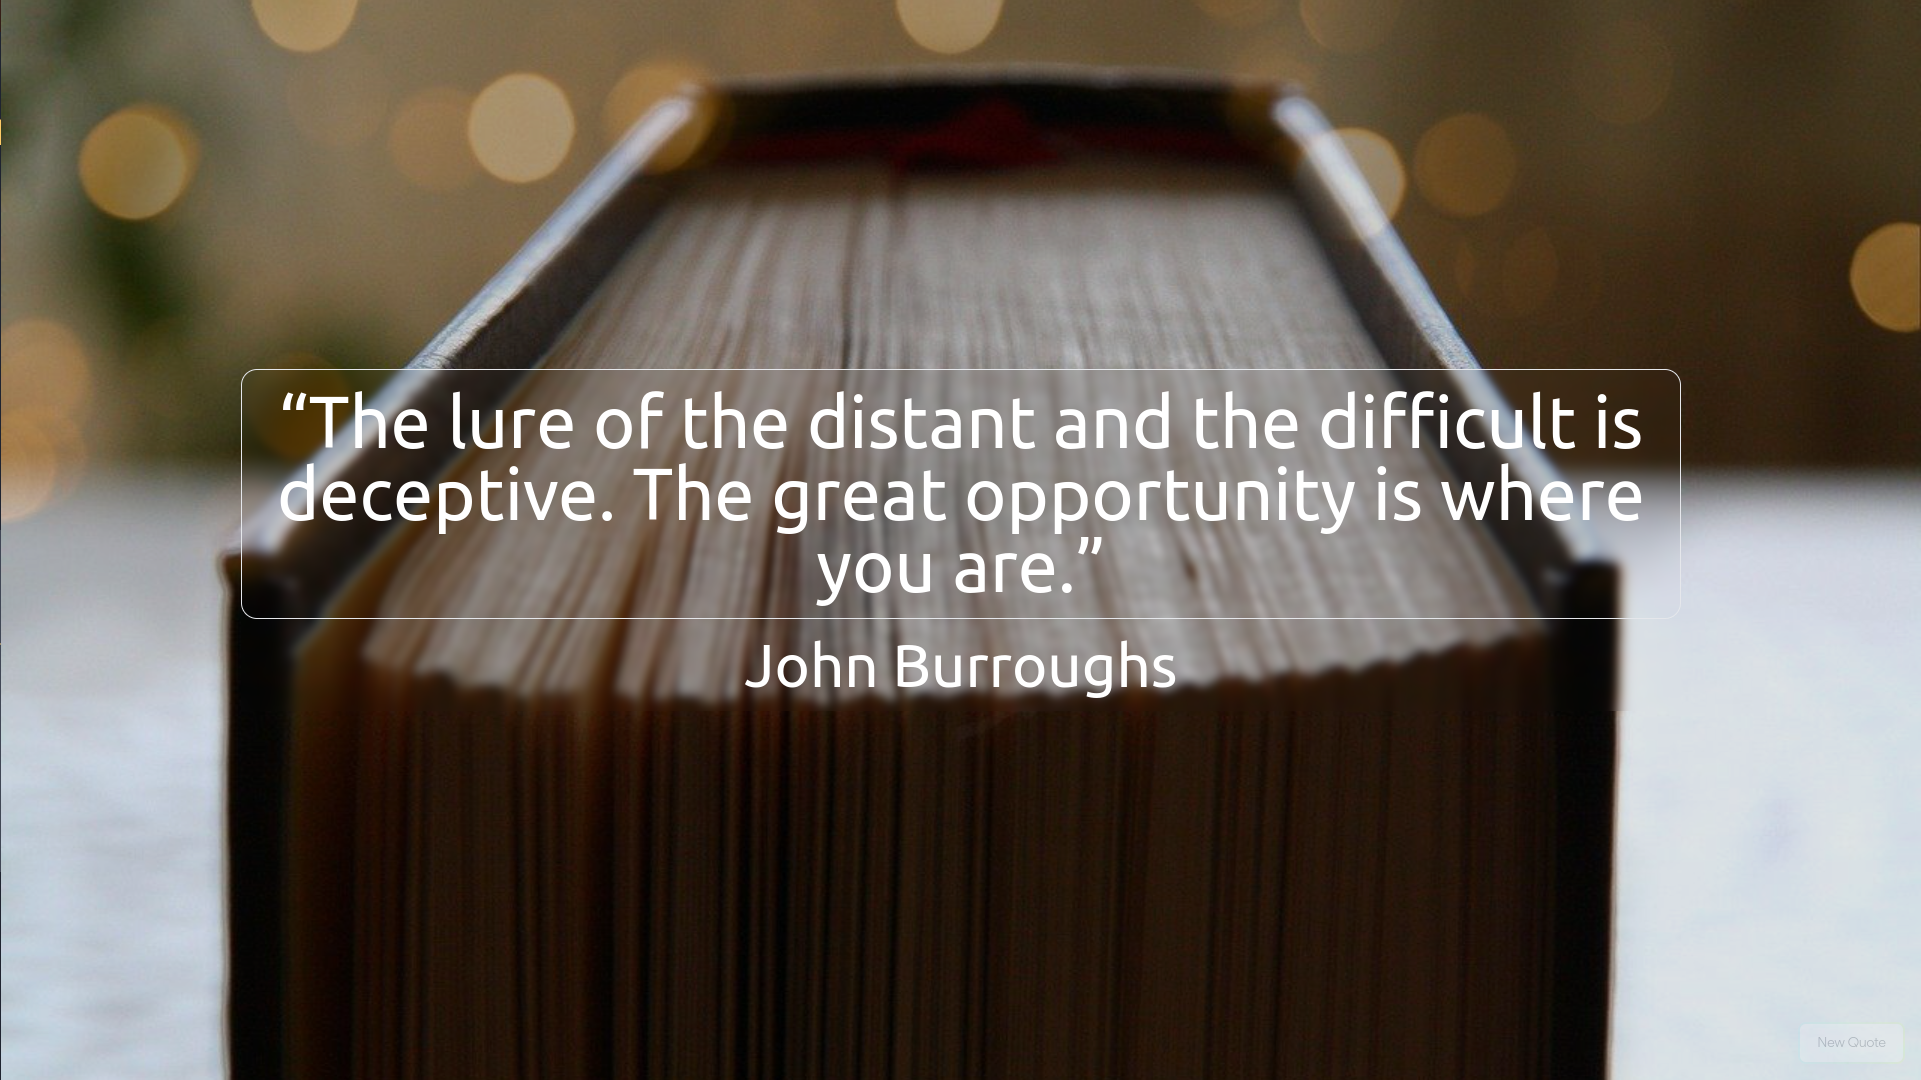 “The lure of the distant and the difficult is
deceptive. The great opportunity is where
you are.”
John Burroughs
New Quote